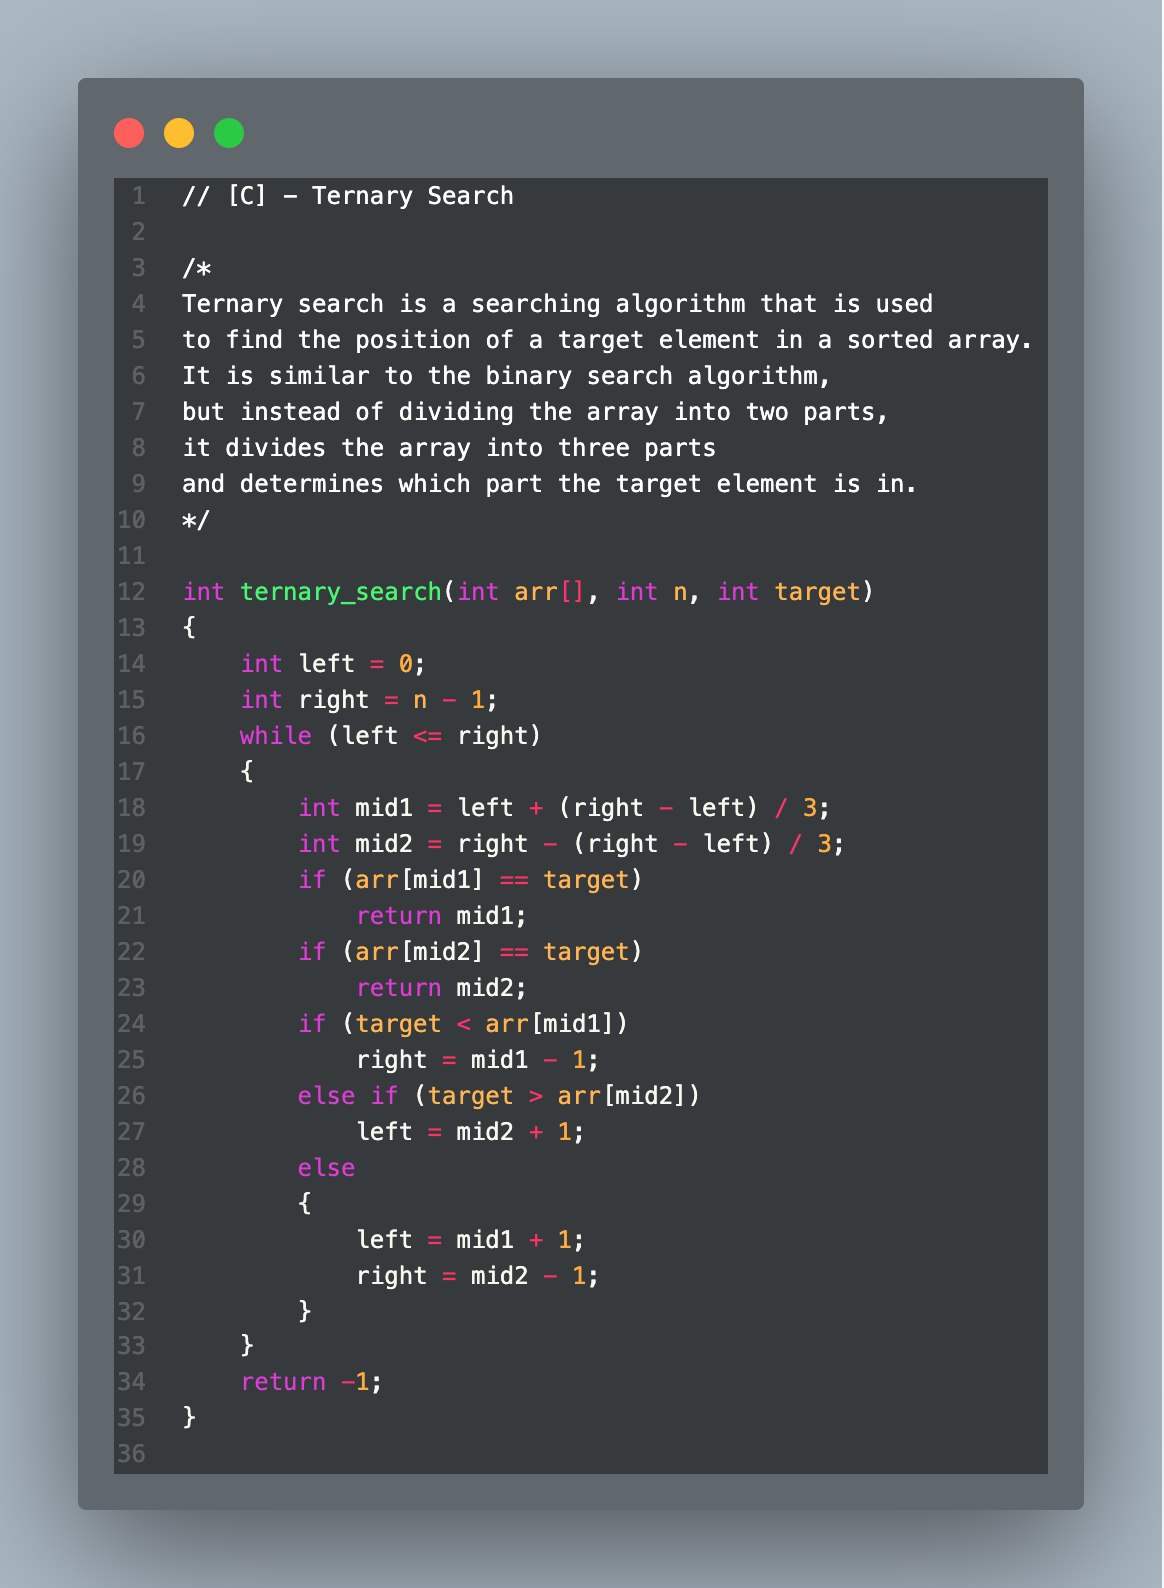 1 // [C] - Ternary Search
2
3 /*
4 Ternary search is a searching algorithm that is used
5 to find the position of a target element in a sorted array.
6 It is similar to the binary search algorithm,
7 but instead of dividing the array into two parts,
8 it divides the array into three parts
9 and determines which part the target element is in.
10 */
11
12 int ternary_search(int arr[], int n, int target)
13 {
14     int left = 0;
15     int right = n - 1;
16     while (left <= right)
17     {
18         int mid1 = left + (right - left) / 3;
19         int mid2 = right - (right - left) / 3;
20         if (arr[mid1] == target)
21             return mid1;
22         if (arr[mid2] == target)
23             return mid2;
24         if (target < arr[mid1])
25             right = mid1 - 1;
26         else if (target > arr[mid2])
27             left = mid2 + 1;
28         else
29         {
30             left = mid1 + 1;
31             right = mid2 - 1;
32         }
33     }
34     return -1;
35 }
36